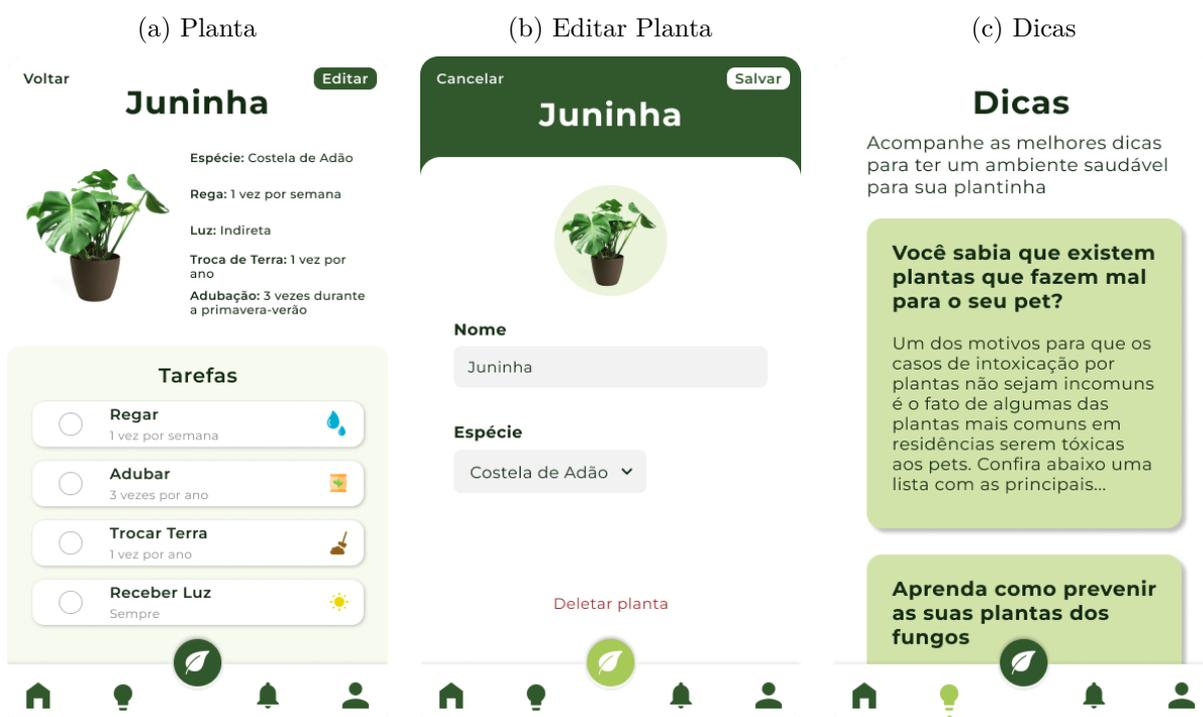 (a) Planta
Voltar
Editar
Juninha
Espécie: Costela de Adão
Rega: 1 vez por semana
Luz: Indireta
Troca de Terra: 1 vez por
ano
Adubação: 3 vezes durante
a primavera-verão
Tarefas
Regar
1 vez por semana
Adubar
3 vezes por ano
Trocar Terra
1 vez por ano
Receber Luz
Sempre
(b) Editar Planta
Cancelar
Salvar
Juninha
Nome
Juninha
Espécie
Costela de Adão
Deletar planta
(c) Dicas
Dicas
Acompanhe as melhores dicas
para ter um ambiente saudável
para sua plantinha
Você sabia que existem
plantas que fazem mal
para o seu pet?
Um dos motivos para que os
casos de intoxicação por
plantas não sejam incomuns
é o fato de algumas das
plantas mais comuns em
residências serem tóxicas
aos pets. Confira abaixo uma
lista com as principais...
Aprenda como prevenir
as suas plantas dos
fungos